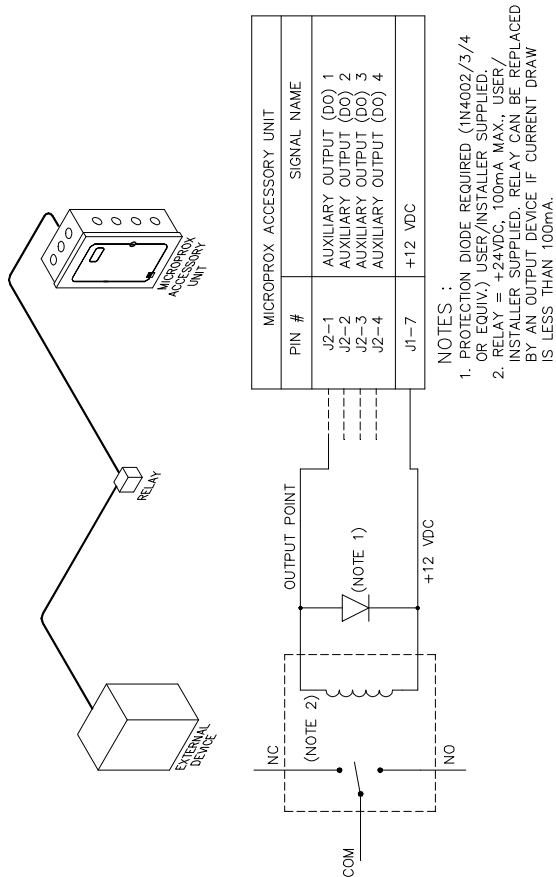 EXTERNAL
DEVICE
RELAY
MICROPROX
ACCESSORY
UNIT
COM
NC
NO
(NOTE 2)
OUTPUT POINT
(NOTE 1)
+12 VDC
MICROPROX ACCESSORY UNIT
PIN # SIGNAL NAME
J2-1 AUXILIARY OUTPUT (DO) 1
J2-2 AUXILIARY OUTPUT (DO) 2
J2-3 AUXILIARY OUTPUT (DO) 3
J2-4 AUXILIARY OUTPUT (DO) 4
J1-7 +12 VDC
NOTES :
1. PROTECTION DIODE REQUIRED (1N4002/3/4
OR EQUIV.) USER/INSTALLER SUPPLIED.
2. RELAY = +24VDC, 100mA MAX., USER/
INSTALLER SUPPLIED. RELAY CAN BE REPLACED
BY AN OUTPUT DEVICE IF CURRENT DRAW
IS LESS THAN 100mA.